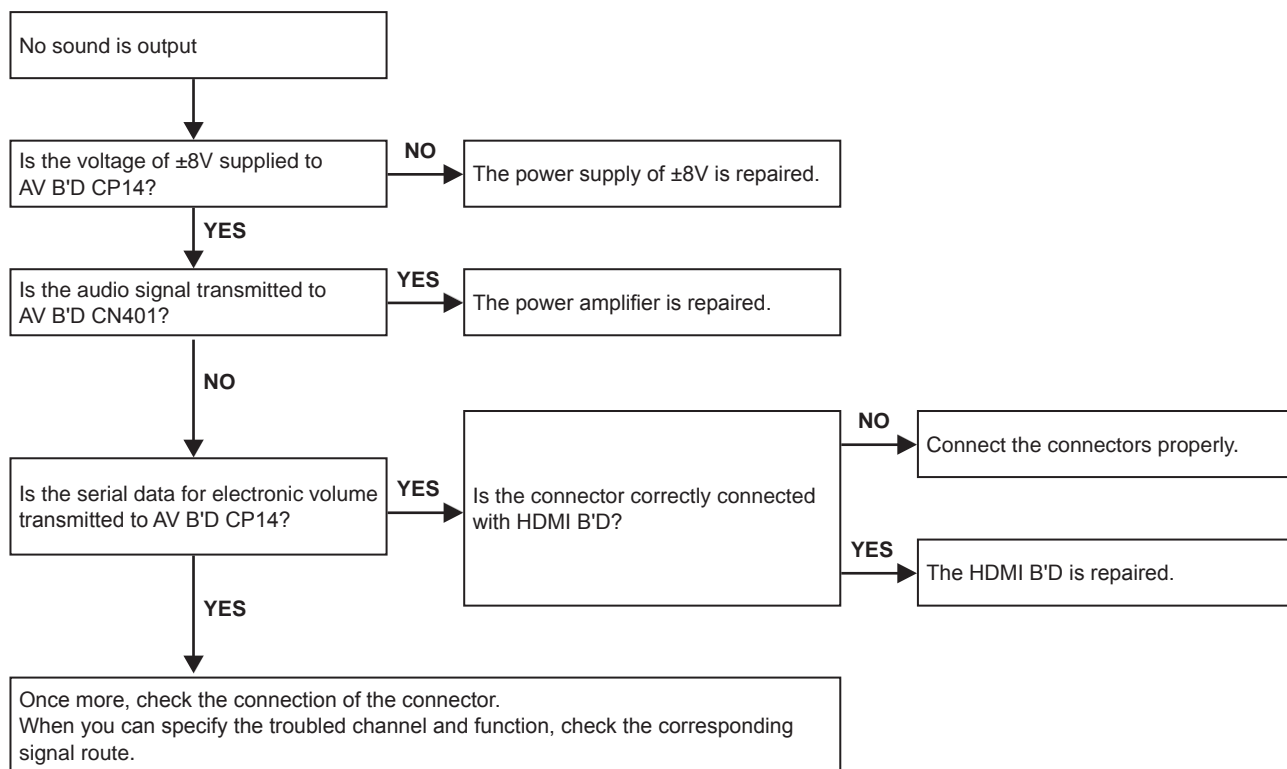 No sound is output
Is the voltage of ±8V supplied to
AV B'D CP14?
NO
The power supply of ±8V is repaired.
YES
Is the audio signal transmitted to
AV B'D CN401?
YES
The power amplifier is repaired.
NO
Is the serial data for electronic volume
transmitted to AV B'D CP14?
YES
Is the connector correctly connected
with HDMI B'D?
NO
Connect the connectors properly.
YES
The HDMI B'D is repaired.
YES
Once more, check the connection of the connector.
When you can specify the troubled channel and function, check the corresponding
signal route.